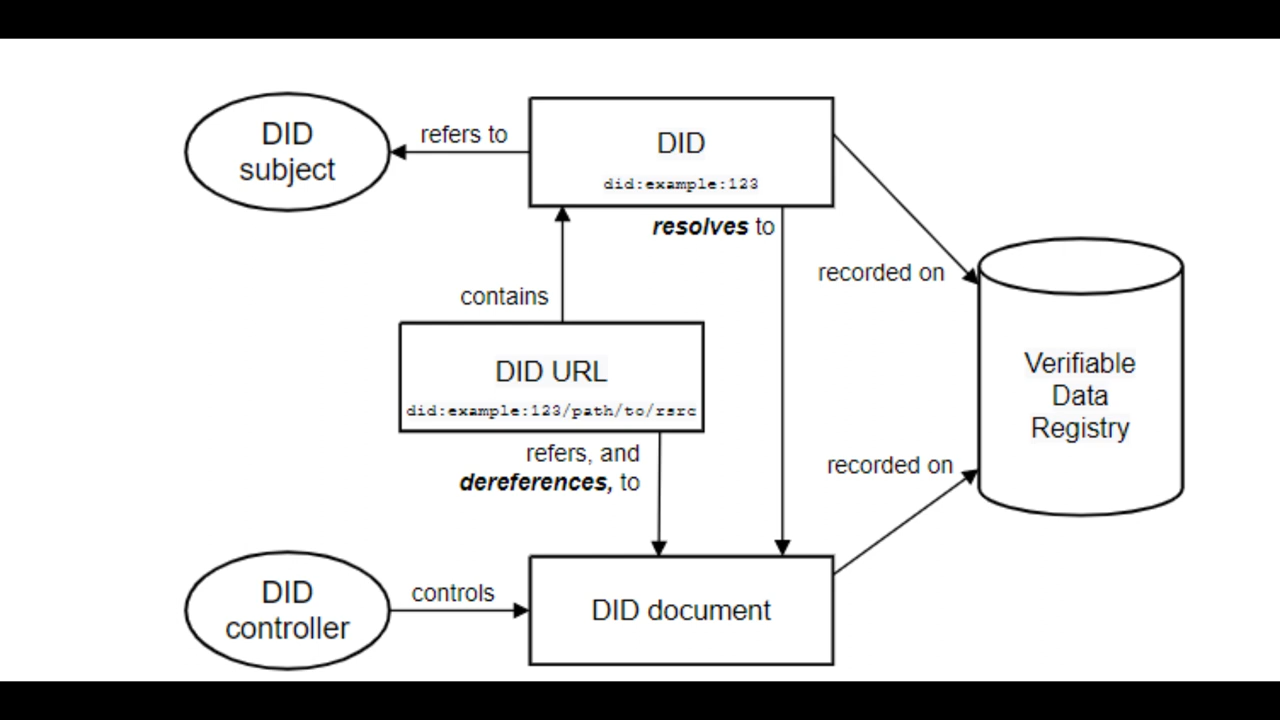 DID
subject
refers to
DID
did:example:123
resolves to
recorded on
contains
DID URL
did:example:123/path/to/rsrc
Verifiable
Data
Registry
refers, and
dereferences, to
recorded on
DID
controller
controls
DID document